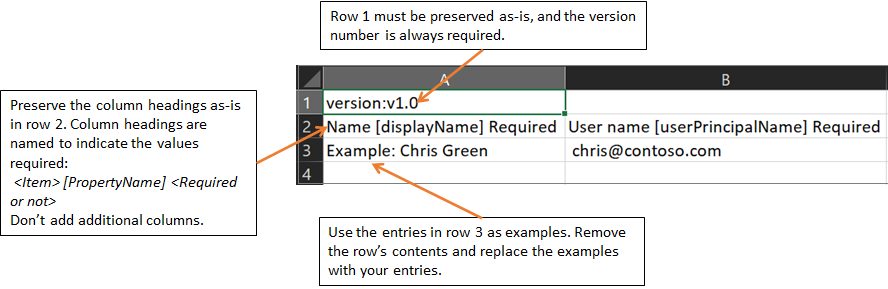 Row 1 must be preserved as-is, and the version
number is always required.
Preserve the column headings as-is
in row 2. Column headings are
named to indicate the values
required:
<Item> [PropertyName] <Required
or not>
Don’t add additional columns.
A B
1 version:v1.0
2 Name [displayName] Required User name [userPrincipalName] Required
3 Example: Chris Green chris@contoso.com
4
Use the entries in row 3 as examples. Remove
the row’s contents and replace the examples
with your entries.